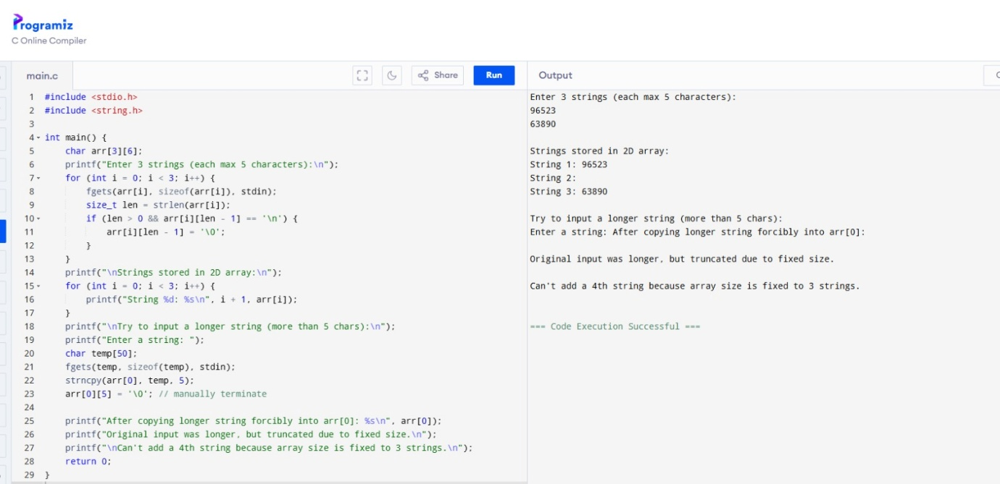 Programiz
C Online Compiler
main.c
Share
Run
Output
1 #include <stdio.h>
2 #include <string.h>
3
4 int main() {
5 char arr[3][6];
6 printf("Enter 3 strings (each max 5 characters):\n");
7 for (int i = 0; i < 3; i++) {
8 fgets(arr[i], sizeof(arr[i]), stdin);
9 size_t len = strlen(arr[i]);
10 if (len > 0 && arr[i][len - 1] == '\n') {
11 arr[i][len - 1] = '\0';
12 }
13 }
14 printf("\nStrings stored in 2D array:\n");
15 for (int i = 0; i < 3; i++) {
16 printf("String %d: %s\n", i + 1, arr[i]);
17 }
18 printf("\nTry to input a longer string (more than 5 chars):\n");
19 printf("Enter a string: ");
20 char temp[50];
21 fgets(temp, sizeof(temp), stdin);
22 strncpy(arr[0], temp, 5);
23 arr[0][5] = '\0'; // manually terminate
24
25 printf("After copying longer string forcibly into arr[0]: %s\n", arr[0]);
26 printf("Original input was longer, but truncated due to fixed size.\n");
27 printf("\nCan't add a 4th string because array size is fixed to 3 strings.\n");
28 return 0;
29 }
Enter 3 strings (each max 5 characters):
96523
63890
Strings stored in 2D array:
String 1: 96523
String 2:
String 3: 63890
Try to input a longer string (more than 5 chars):
Enter a string: After copying longer string forcibly into arr[0]:
Original input was longer, but truncated due to fixed size.
Can't add a 4th string because array size is fixed to 3 strings.
=== Code Execution Successful ===